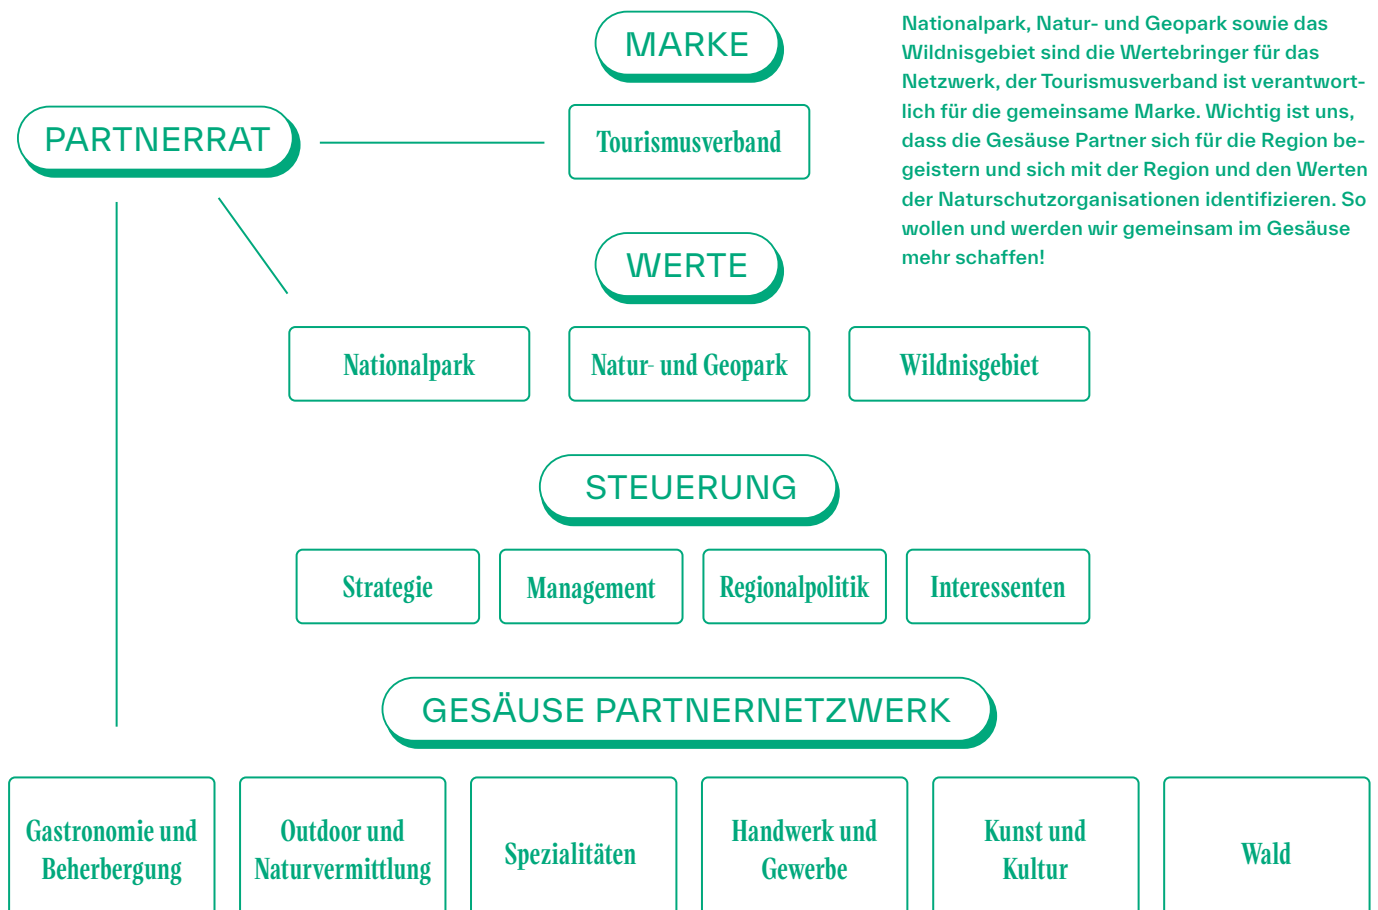 MARKE
PARTNERRAT
Tourismusverband
Nationalpark, Natur- und Geopark sowie das
Wildnisgebiet sind die Wertebringer für das
Netzwerk, der Tourismusverband ist verantwort-
lich für die gemeinsame Marke. Wichtig ist uns,
dass die Gesäuse Partner sich für die Region be-
geistern und sich mit der Region und den Werten
der Naturschutzorganisationen identifizieren. So
wollen und werden wir gemeinsam im Gesäuse
mehr schaffen!
WERTE
Nationalpark
Natur- und Geopark
Wildnisgebiet
STEUERUNG
Strategie
Management
Regionalpolitik
Interessenten
GESÄUSE PARTNERNETZWERK
Gastronomie und
Beherbergung
Outdoor und
Naturvermittlung
Spezialitäten
Handwerk und
Gewerbe
Kunst und
Kultur
Wald